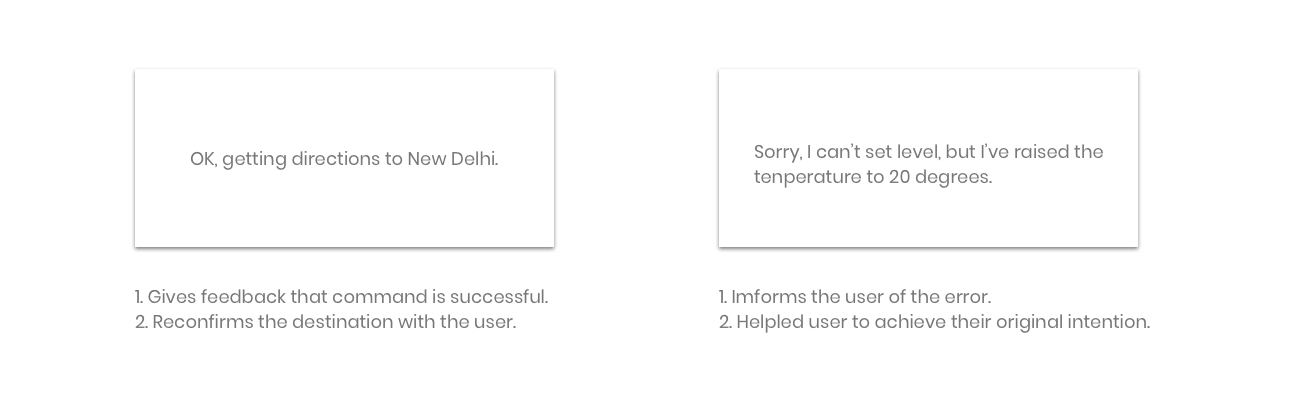 OK, getting directions to New Delhi.
1. Gives feedback that command is successful.
2. Reconfirms the destination with the user.
Sorry, I can't set level, but I've raised the
tenperature to 20 degrees.
1. Imforms the user of the error.
2. Helpled user to achieve their original intention.